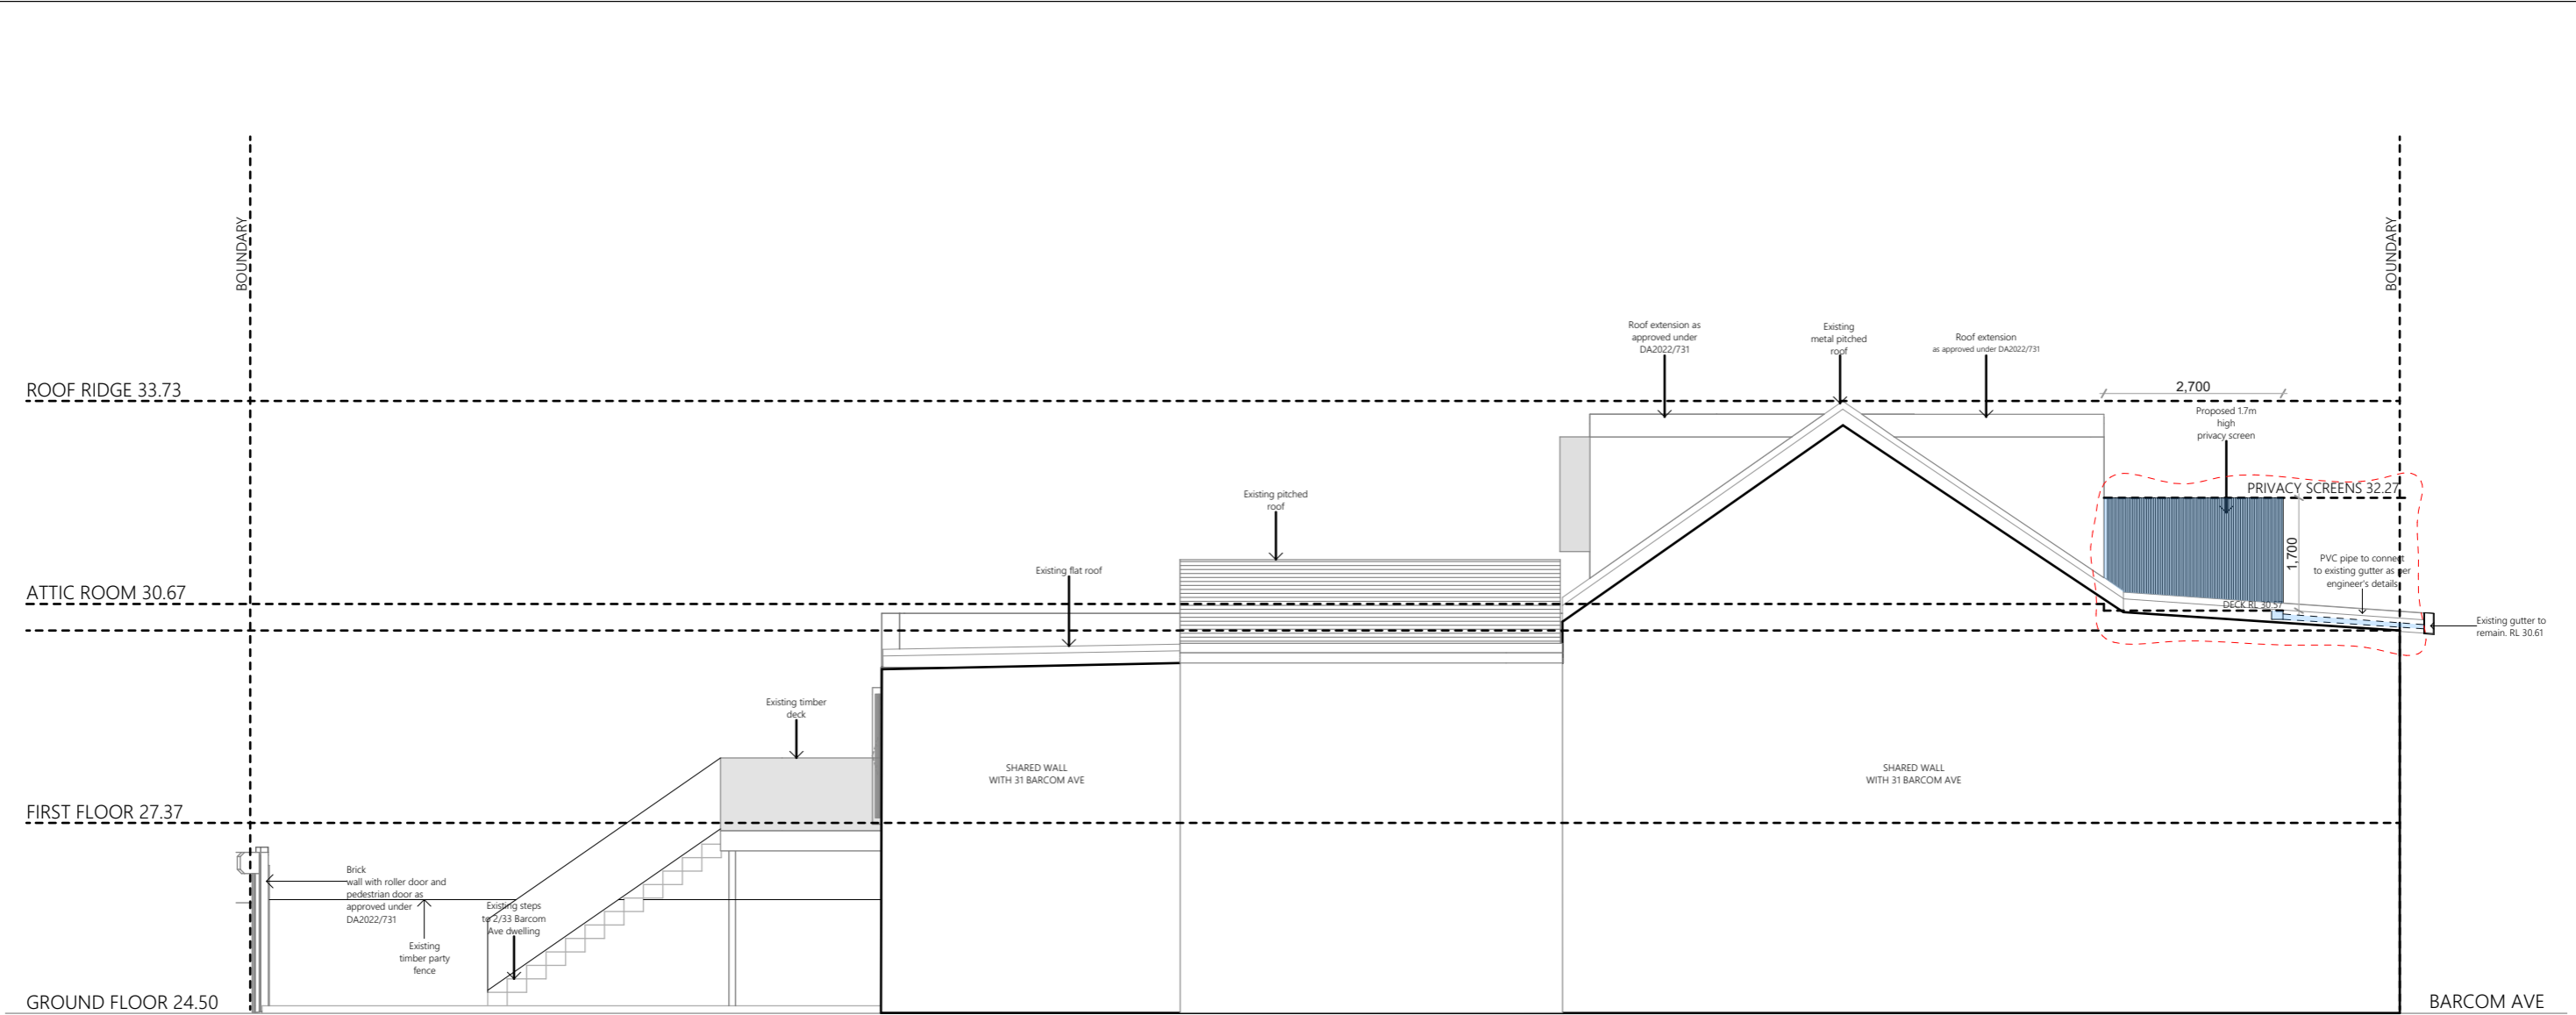 BOUNDARY
BOUNDARY
Roof extension as
approved under
DA2022/731
Existing
metal pitched
roof
Roof extension
as approved under DA2022/731
ROOF RIDGE 33.73
2,700
Proposed 1.7m
high
privacy screen
PRIVACY SCREENS 32.27
Existing pitched
roof
1,700
PVC pipe to connect
to existing gutter as per
engineer's details
Existing flat roof
ATTIC ROOM 30.67
DECK RL 30.57
Existing gutter to
remain. RL 30.61
Existing timber
deck
SHARED WALL
WITH 31 BARCOM AVE
SHARED WALL
WITH 31 BARCOM AVE
FIRST FLOOR 27.37
Brick
wall with roller door and
pedestrian door as
approved under
DA2022/731
Existing steps
to 2/33 Barcom
Ave dwelling
Existing
timber party
fence
GROUND FLOOR 24.50
BARCOM AVE